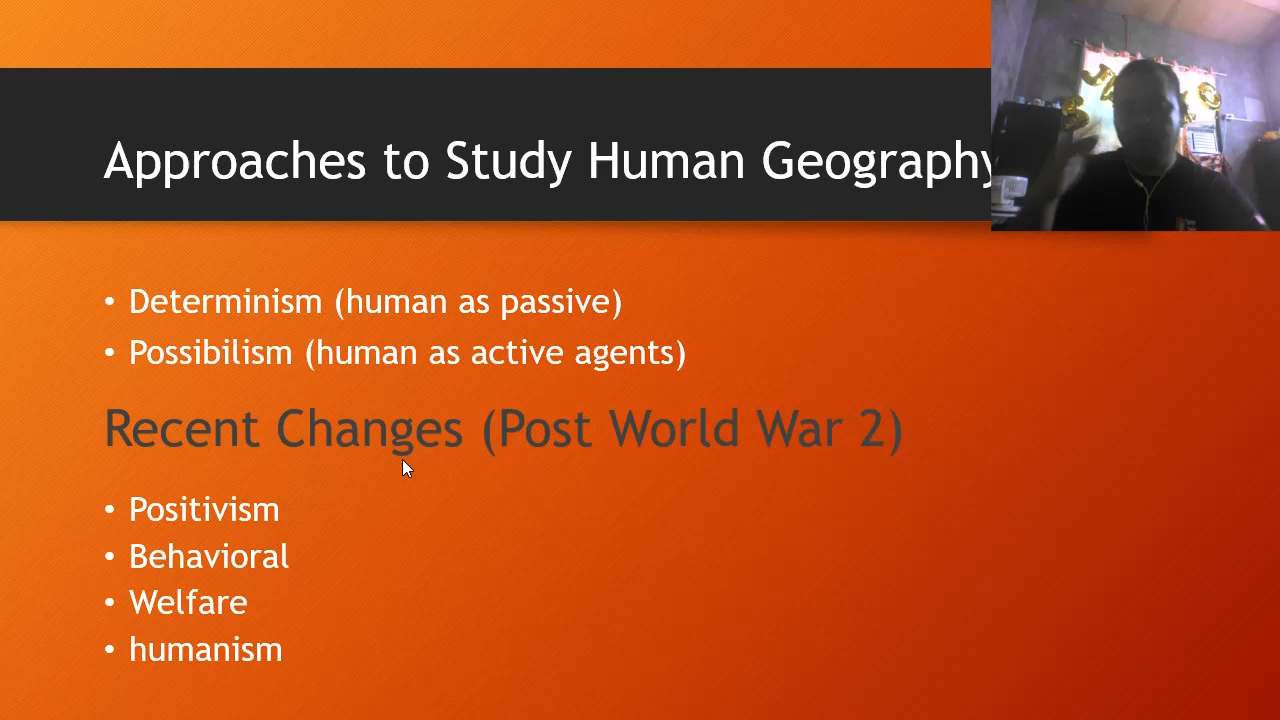 Approaches to Study Human Geography
• Determinism (human as passive)
• Possibilism (human as active agents)
Recent Changes (Post World War 2)
• Positivism
• Behavioral
• Welfare
• humanism